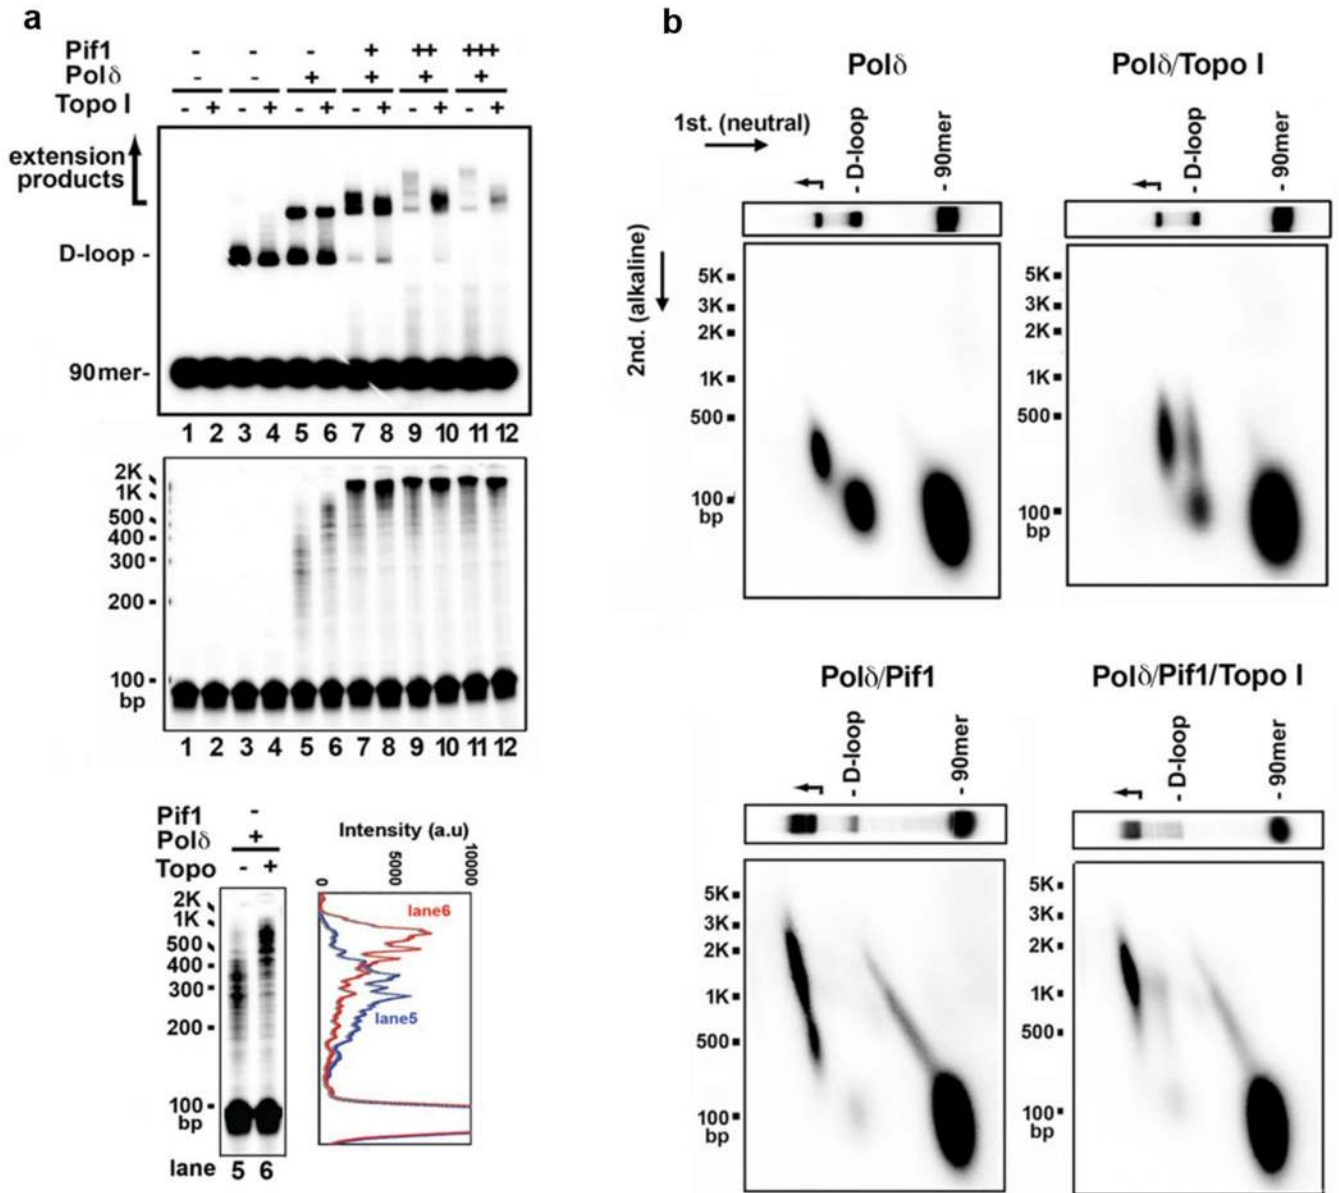 a
Pif1 - - - + ++ +++
Polδ - - + + + +
Topo I - + - + - + - + - + - +
extension
products
D-loop -
90mer-
1 2 3 4 5 6 7 8 9 10 11 12
2K
1K
500
400
300
200
100
bp
1 2 3 4 5 6 7 8 9 10 11 12
Pif1 -
Polδ +
Topo - +
2K
1K
500
400
300
200
100
bp
lane 5 6
Intensity (a.u)
0 5000 10000
lane6
lane5
b
Polδ
1st. (neutral)
- D-loop
- 90mer
2nd. (alkaline)
5K
3K
2K
1K
500
100
bp
Polδ/Topo I
- D-loop
- 90mer
5K
3K
2K
1K
500
100
bp
Polδ/Pif1
- D-loop
- 90mer
5K
3K
2K
1K
500
100
bp
Polδ/Pif1/Topo I
- D-loop
- 90mer
5K
3K
2K
1K
500
100
bp